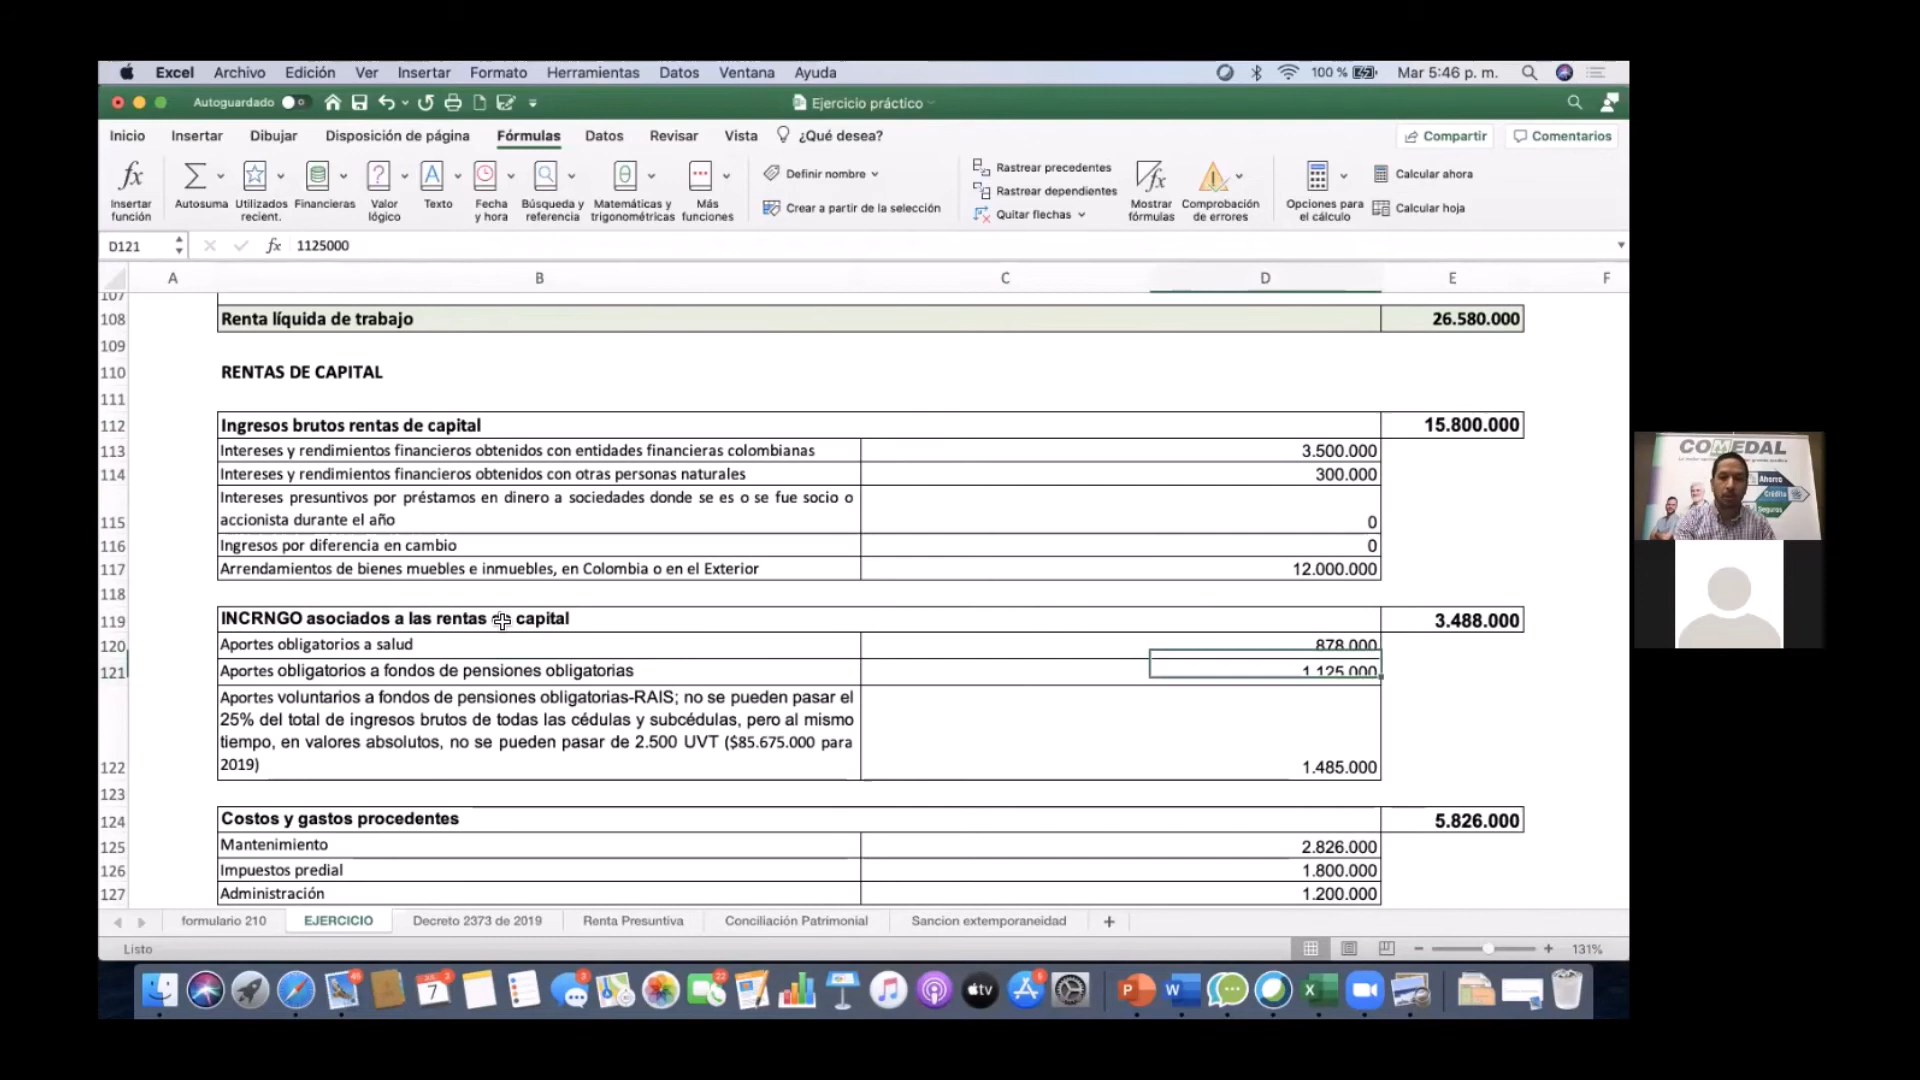 Excel Archivo Edición Ver Insertar Formato Herramientas Datos Ventana Ayuda 100 % Mar 5:46 p. m.
Autoguardado Ejercicio práctico
Inicio Insertar Dibujar Disposición de página Fórmulas Datos Revisar Vista ¿Qué desea? Compartir Comentarios
fx Insertar función
Autosuma
Utilizados recient.
Financieras
Valor lógico
Texto
Fecha y hora
Búsqueda y referencia
Matemáticas y trigonométricas
Más funciones
Definir nombre
Crear a partir de la selección
Rastrear precedentes
Rastrear dependientes
Quitar flechas
Mostrar fórmulas
Comprobación de errores
Opciones para el cálculo
Calcular ahora
Calcular hoja
D121 fx 1125000
A B C D E F
107
108 Renta líquida de trabajo 26.580.000
109
110 RENTAS DE CAPITAL
111
112 Ingresos brutos rentas de capital 15.800.000
113 Intereses y rendimientos financieros obtenidos con entidades financieras colombianas 3.500.000
114 Intereses y rendimientos financieros obtenidos con otras personas naturales 300.000
Intereses presuntivos por préstamos en dinero a sociedades donde se es o se fue socio o
115 accionista durante el año 0
116 Ingresos por diferencia en cambio 0
117 Arrendamientos de bienes muebles e inmuebles, en Colombia o en el Exterior 12.000.000
118
119 INCRNGO asociados a las rentas capital 3.488.000
120 Aportes obligatorios a salud 878.000
121 Aportes obligatorios a fondos de pensiones obligatorias 1.125.000
Aportes voluntarios a fondos de pensiones obligatorias-RAIS; no se pueden pasar el
25% del total de ingresos brutos de todas las cédulas y subcédulas, pero al mismo
tiempo, en valores absolutos, no se pueden pasar de 2.500 UVT ($85.675.000 para
122 2019) 1.485.000
123
124 Costos y gastos procedentes 5.826.000
125 Mantenimiento 2.826.000
126 Impuestos predial 1.800.000
127 Administración 1.200.000
formulario 210 EJERCICIO Decreto 2373 de 2019 Renta Presuntiva Conciliación Patrimonial Sancion extemporaneidad +
Listo 131%
7 tv P W X
COMEDAL
Ahorro
Crédito
Seguros